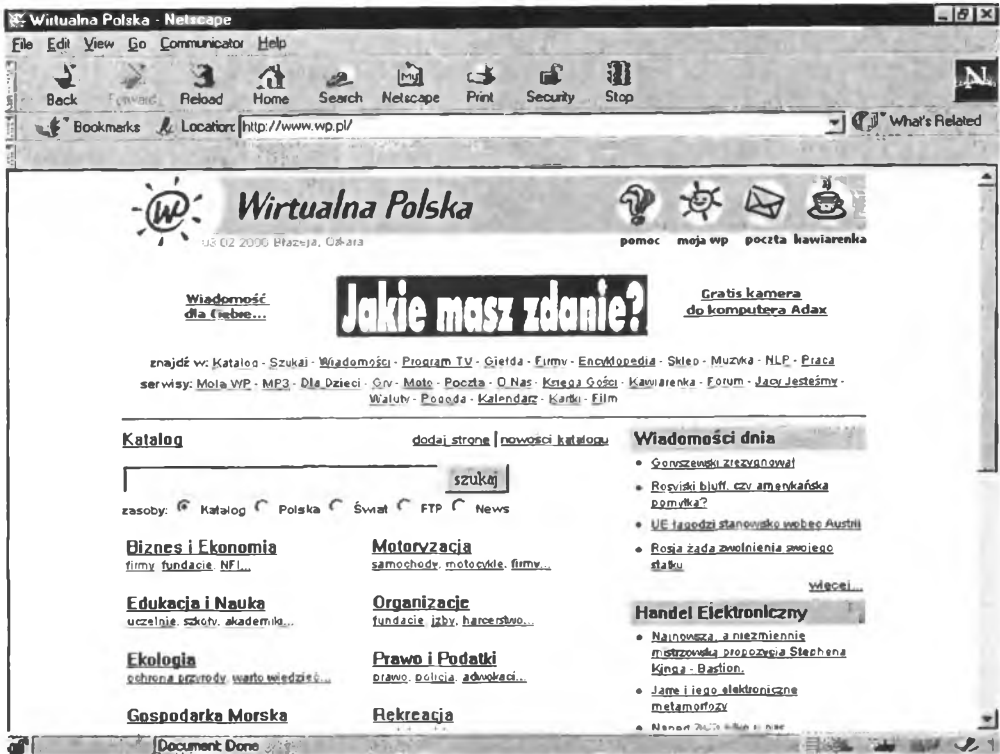 Wirtualna Polska - Netscape
File Edit View Go Communicator Help
Back Forward Reload Home Search Netscape Print Security Stop
My
N
Bookmarks Location: http://www.wp.pl/ What's Related
Wirtualna Polska
03 02 2000 Błażeja, Oskara
pomoc moja wp poczta kawiarenka
Wiadomość
dla Ciebie...
Jakie masz zdanie?
Gratis kamera
do komputera Adax
znajdź w: Katalog - Szukaj - Wiadomości - Program TV - Giełda - Firmy - Encyklopedia - Sklep - Muzyka - NLP - Praca
serwisy: Moja WP - MP3 - Dla Dzieci - Gry - Moto - Poczta - O Nas - Księga Gości - Kawiarenka - Forum - Jacy Jesteśmy -
Waluty - Pogoda - Kalendarz - Kartki - Film
Katalog dodaj stronę | nowości katalogu
szukaj
zasoby: Katalog Polska Świat FTP News
Biznes i Ekonomia
firmy, fundacje, NFI...
Edukacja i Nauka
uczelnie, szkoły, akademiki...
Ekologia
ochrona przyrody, warto wiedzieć...
Gospodarka Morska
Motoryzacja
samochody, motocykle, firmy...
Organizacje
fundacje, izby, harcerstwo...
Prawo i Podatki
prawo, policja, adwokaci...
Rekreacja
Wiadomości dnia
Goryszewski zrezygnował
Rosyjski bluff, czy amerykańska
pomyłka?
UE łagodzi stanowisko wobec Austrii
Rosja żąda zwolnienia swojego
statku
więcej...
Handel Elektroniczny
Najnowsza, a niezmiennie
mistrzowska propozycja Stephena
Kinga - Bastion.
Jarre i jego elektroniczne
metamorfozy
Document: Done